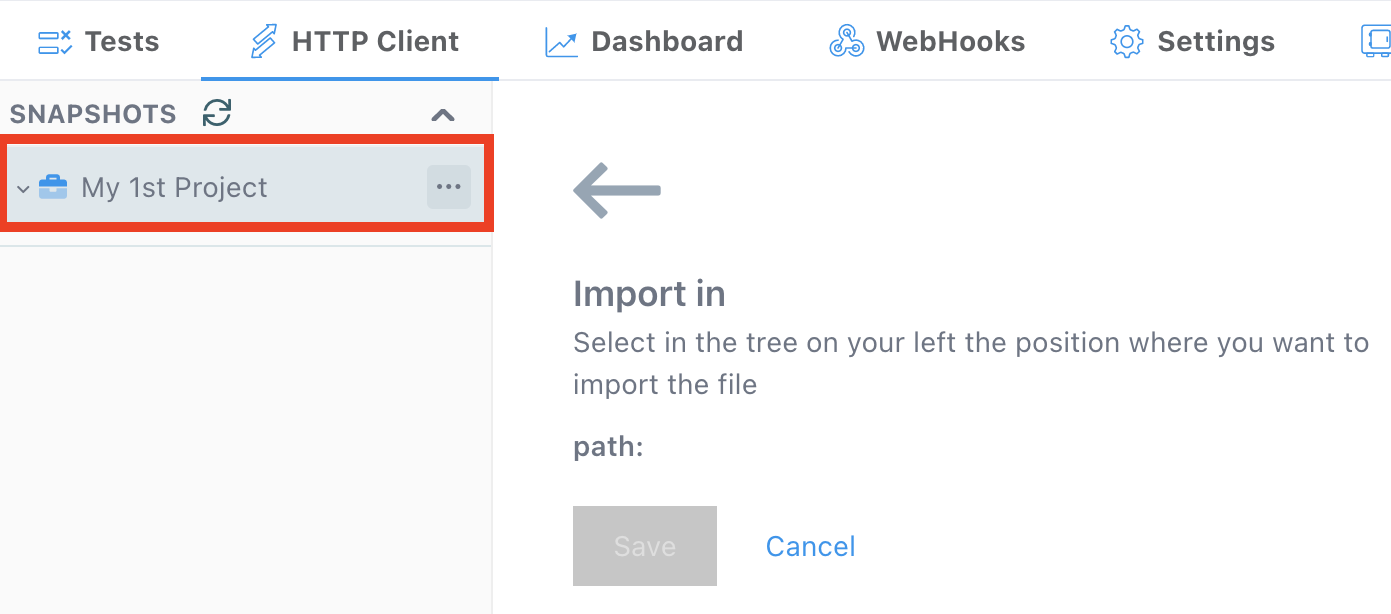 Tests HTTP Client Dashboard WebHooks Settings
SNAPSHOTS
My 1st Project
Import in
Select in the tree on your left the position where you want to
import the file
path:
Save Cancel